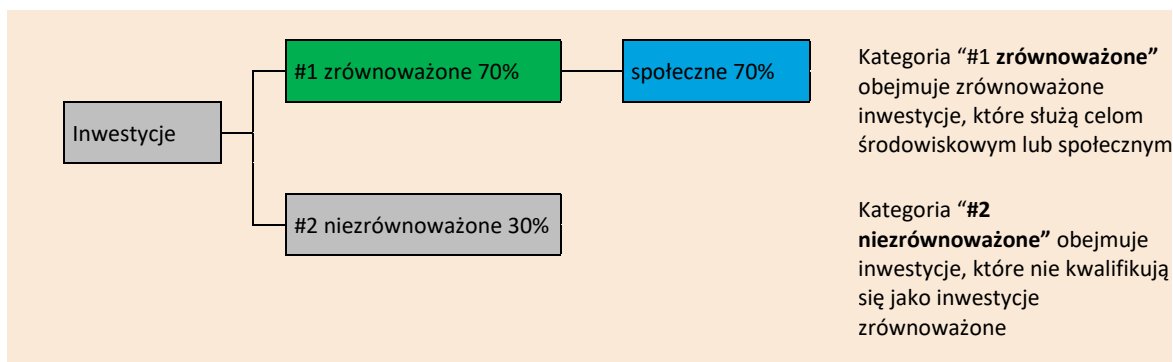 #1 zrównoważone 70%
społeczne 70%
Inwestycje
#2 niezrównoważone 30%
Kategoria “#1 zrównoważone”
obejmuje zrównoważone
inwestycje, które służą celom
środowiskowym lub społecznym
Kategoria “#2
niezrównoważone” obejmuje
inwestycje, które nie kwalifikują
się jako inwestycje
zrównoważone